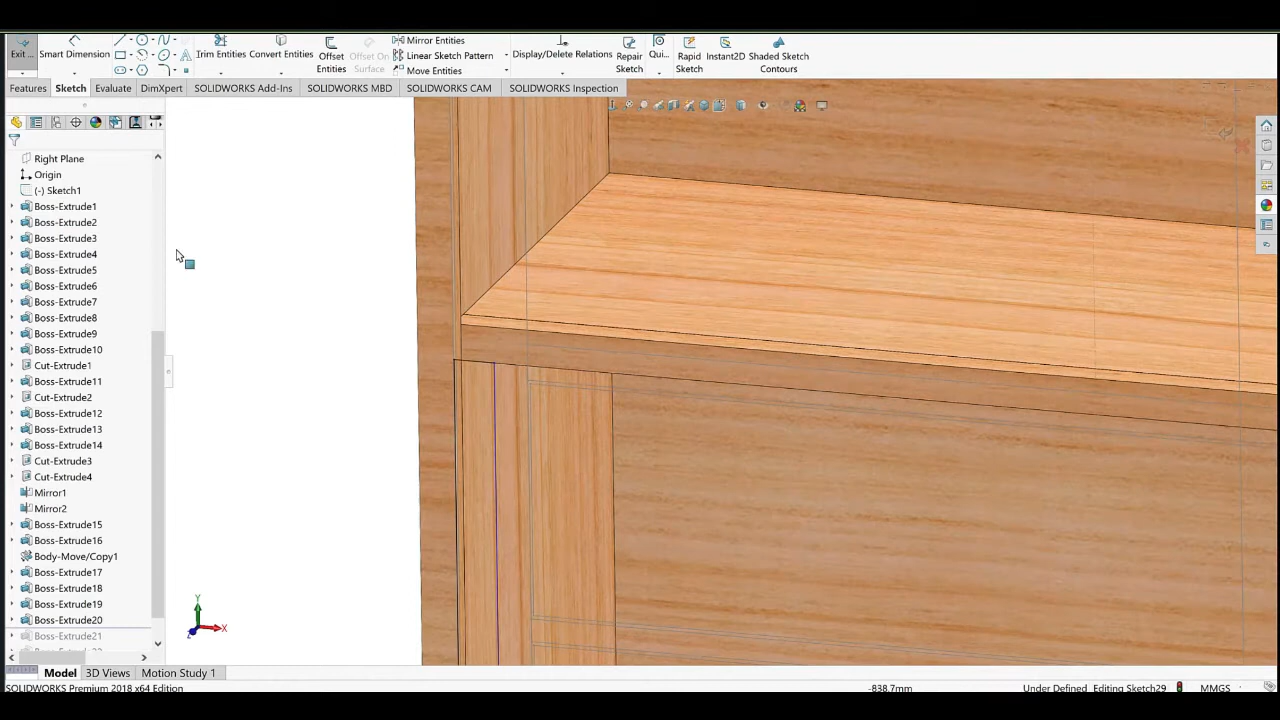 Exit ...
Smart Dimension
Trim Entities
Convert Entities
Offset Entities
Offset On Surface
Mirror Entities
Linear Sketch Pattern
Move Entities
Display/Delete Relations
Repair Sketch
Qui...
Rapid Sketch
Instant2D
Shaded Sketch Contours
Features
Sketch
Evaluate
DimXpert
SOLIDWORKS Add-Ins
SOLIDWORKS MBD
SOLIDWORKS CAM
SOLIDWORKS Inspection
Right Plane
Origin
(-) Sketch1
Boss-Extrude1
Boss-Extrude2
Boss-Extrude3
Boss-Extrude4
Boss-Extrude5
Boss-Extrude6
Boss-Extrude7
Boss-Extrude8
Boss-Extrude9
Boss-Extrude10
Cut-Extrude1
Boss-Extrude11
Cut-Extrude2
Boss-Extrude12
Boss-Extrude13
Boss-Extrude14
Cut-Extrude3
Cut-Extrude4
Mirror1
Mirror2
Boss-Extrude15
Boss-Extrude16
Body-Move/Copy1
Boss-Extrude17
Boss-Extrude18
Boss-Extrude19
Boss-Extrude20
Boss-Extrude21
Y
X
Z
Model
3D Views
Motion Study 1
SOLIDWORKS Premium 2018 x64 Edition
-838.7mm
Under Defined
Editing Sketch29
MMGS